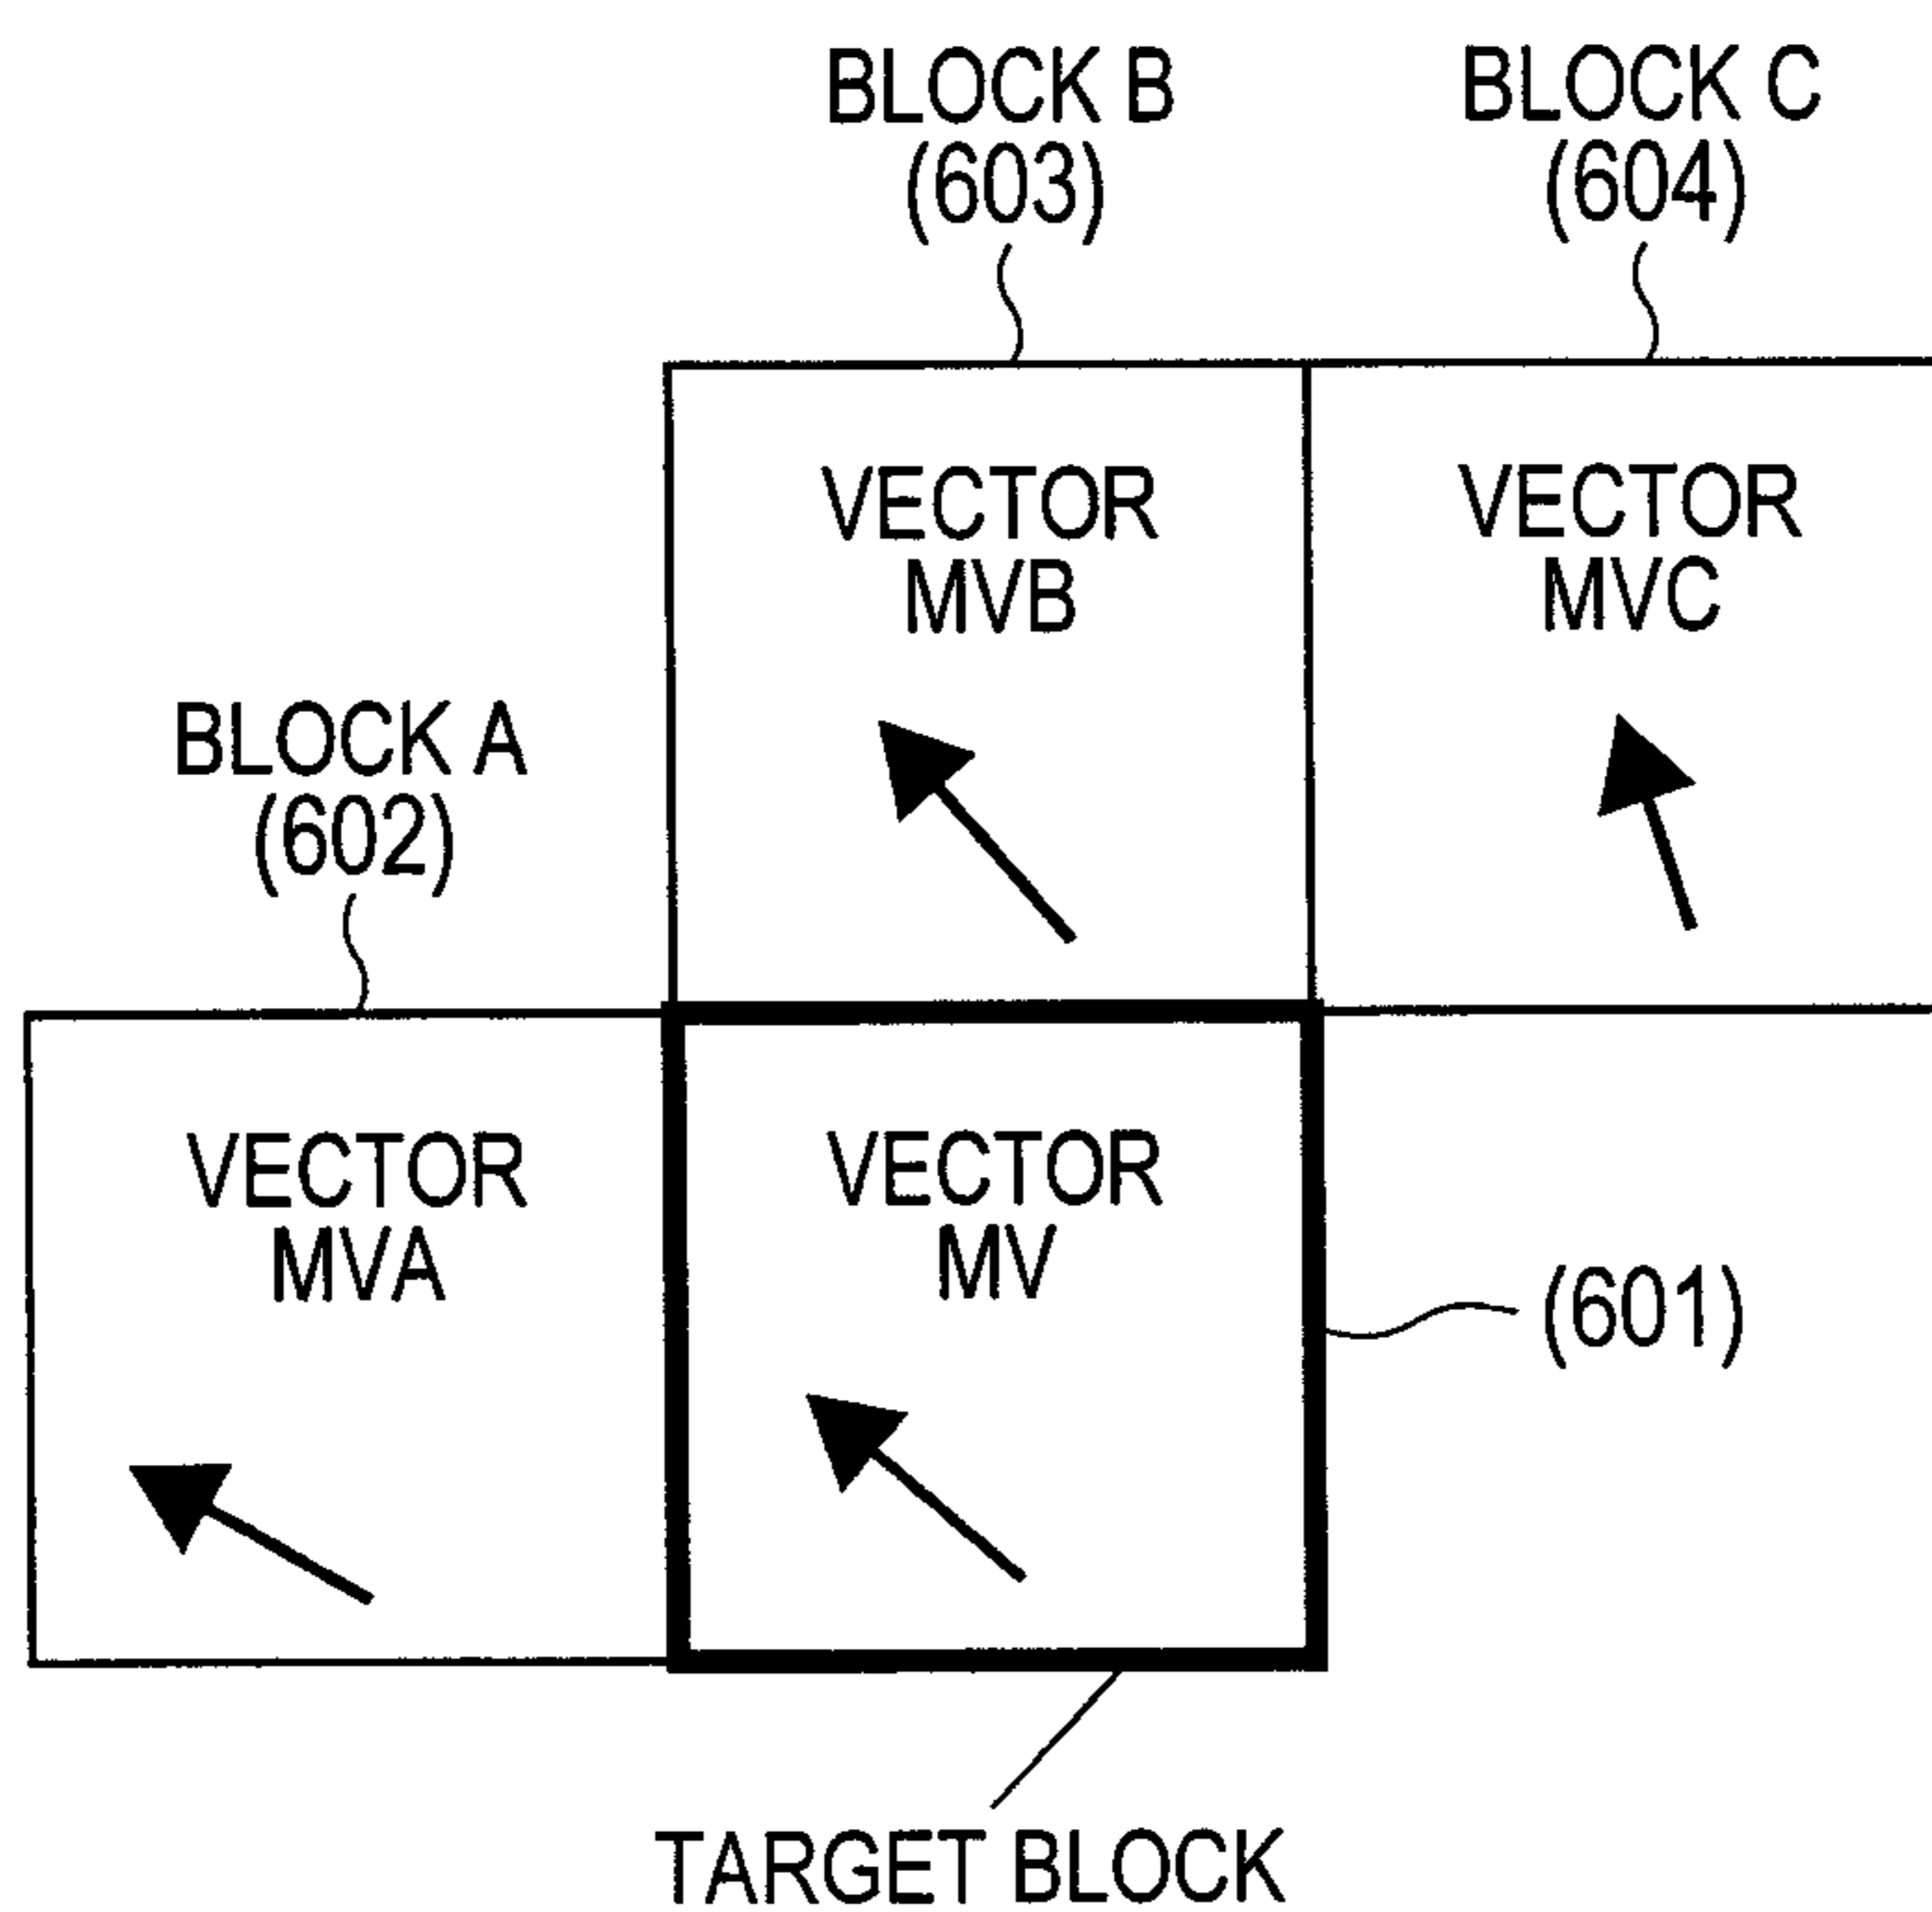 BLOCK B
(603)
BLOCK C
(604)
VECTOR
MVB
VECTOR
MVC
BLOCK A
(602)
VECTOR
MVA
VECTOR
MV
(601)
TARGET BLOCK